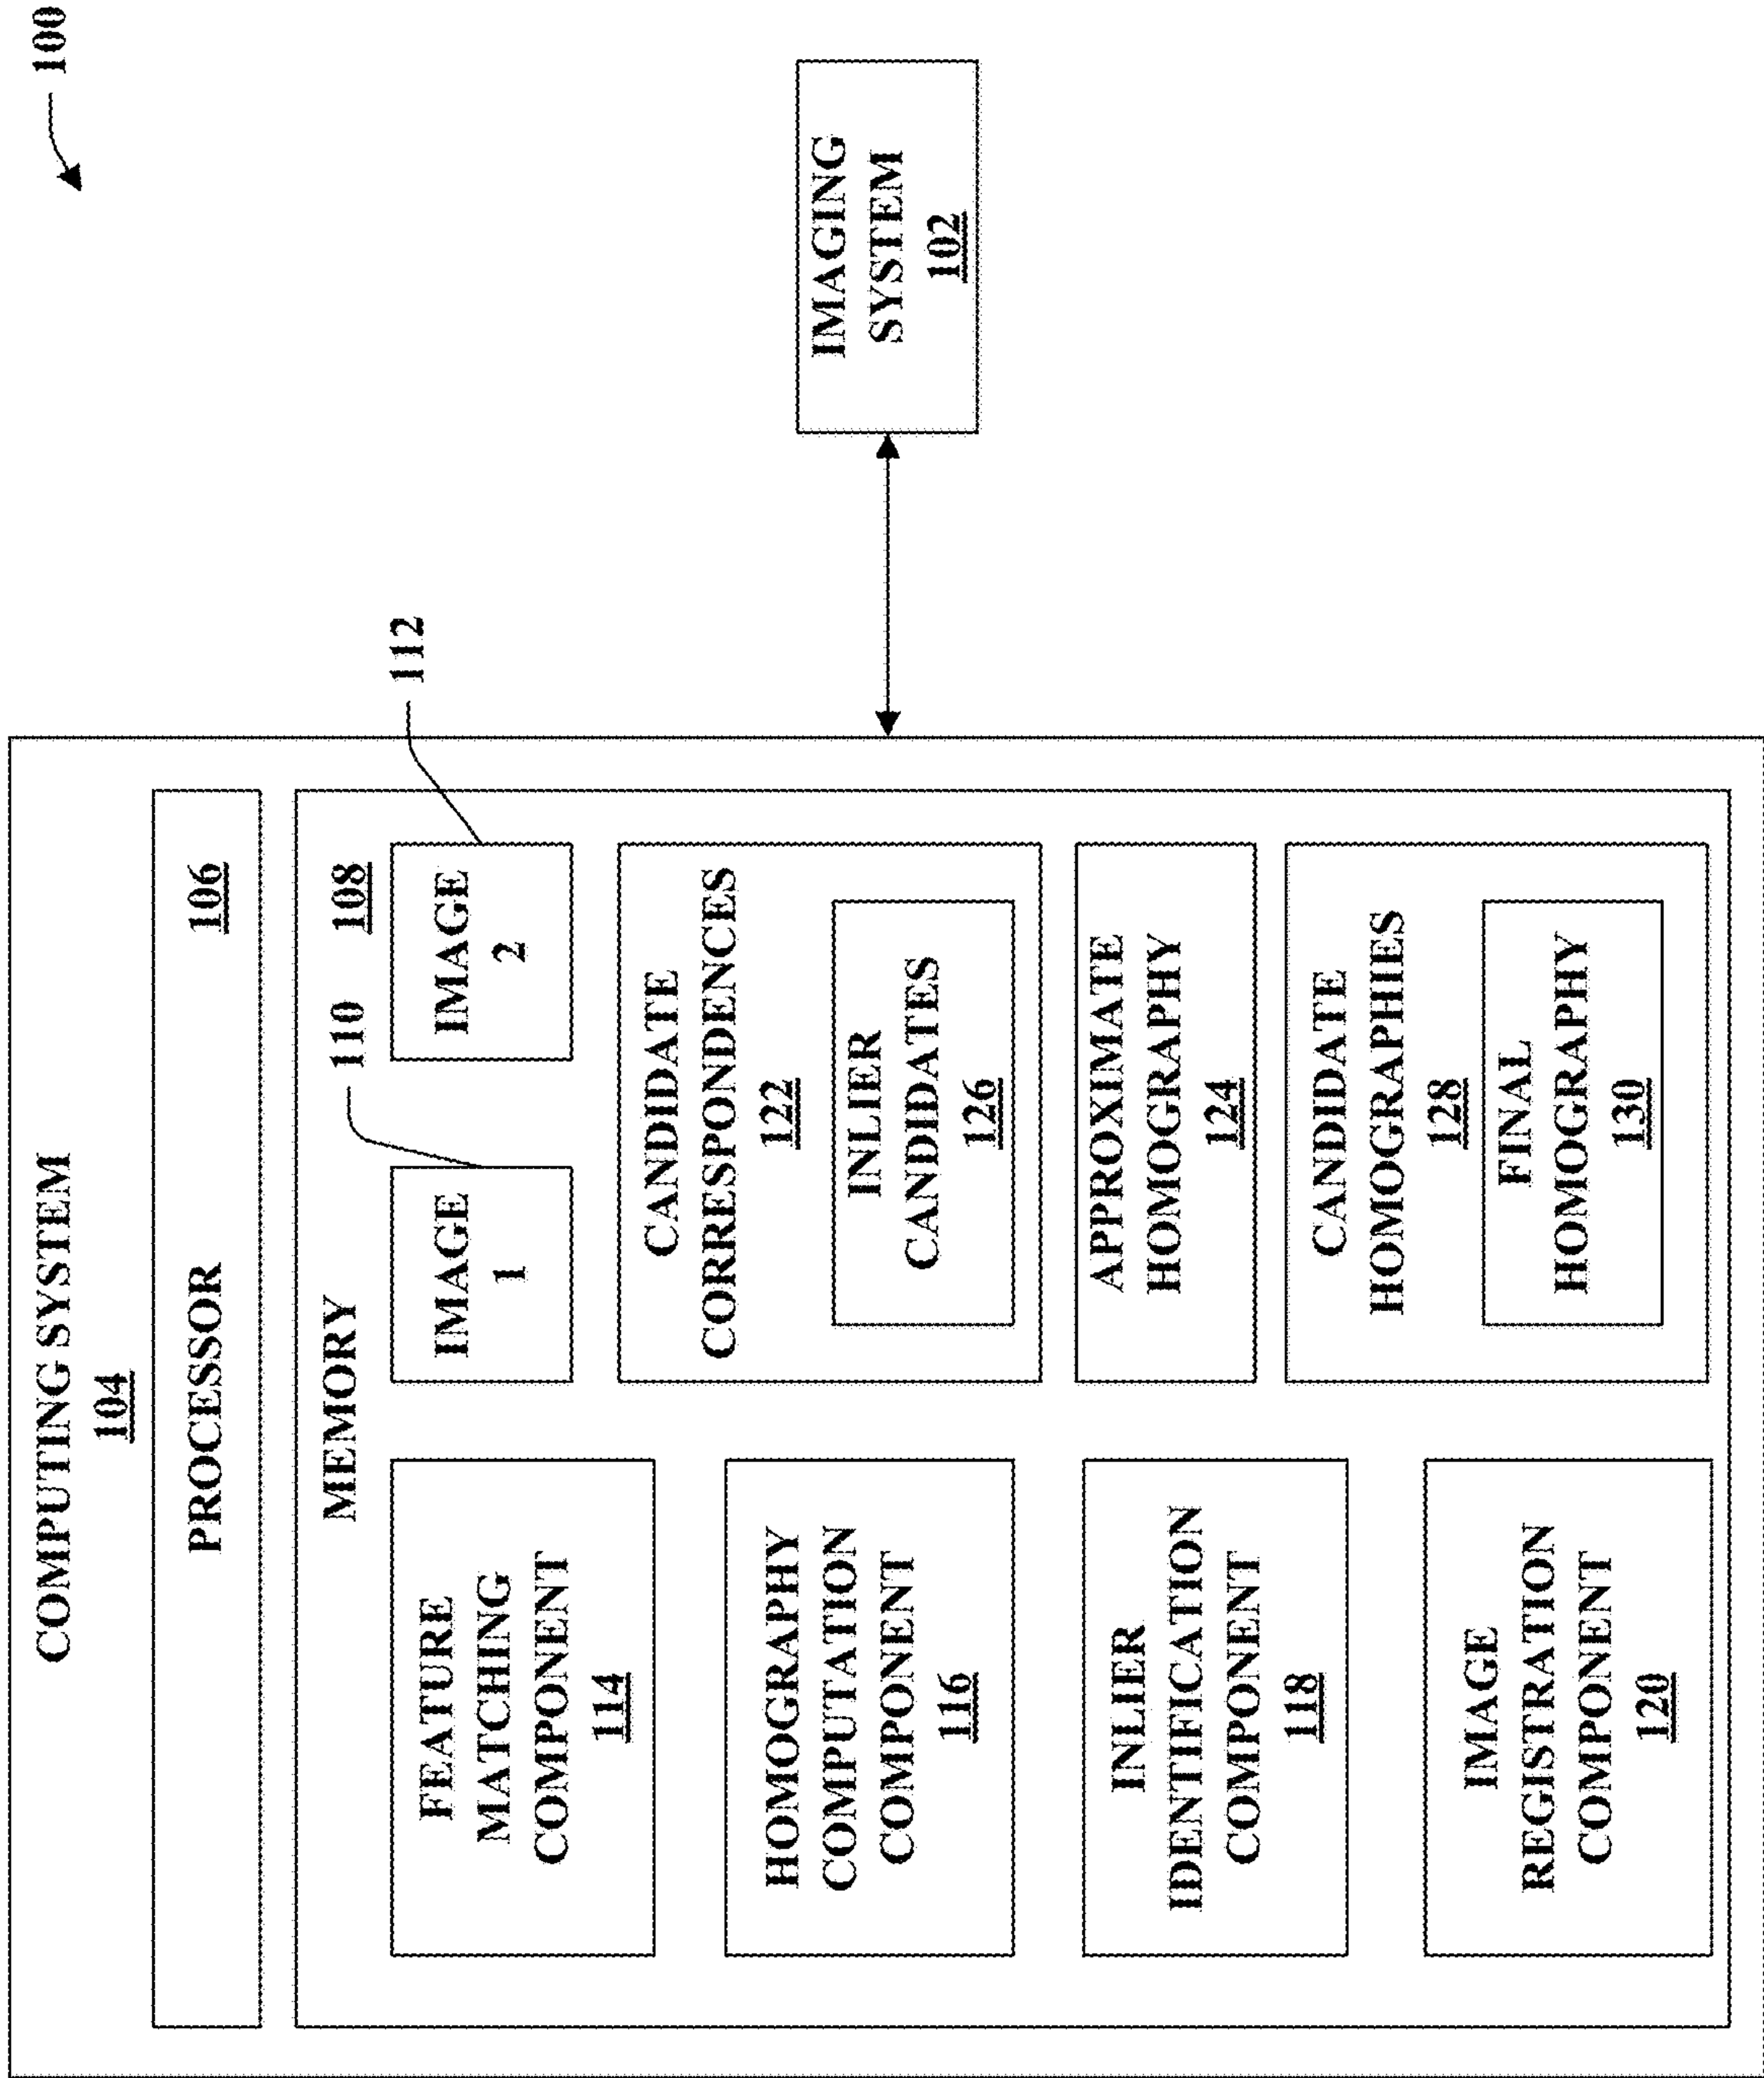 100
COMPUTING SYSTEM
104
PROCESSOR
106
MEMORY
108
110
112
FEATURE
MATCHING
COMPONENT
114
HOMOGRAPHY
COMPUTATION
COMPONENT
116
INLIER
IDENTIFICATION
COMPONENT
118
IMAGE
REGISTRATION
COMPONENT
120
IMAGE
1
IMAGE
2
CANDIDATE
CORRESPONDENCES
122
INLIER
CANDIDATES
126
APPROXIMATE
HOMOGRAPHY
124
CANDIDATE
HOMOGRAPHIES
128
FINAL
HOMOGRAPHY
130
IMAGING
SYSTEM
102